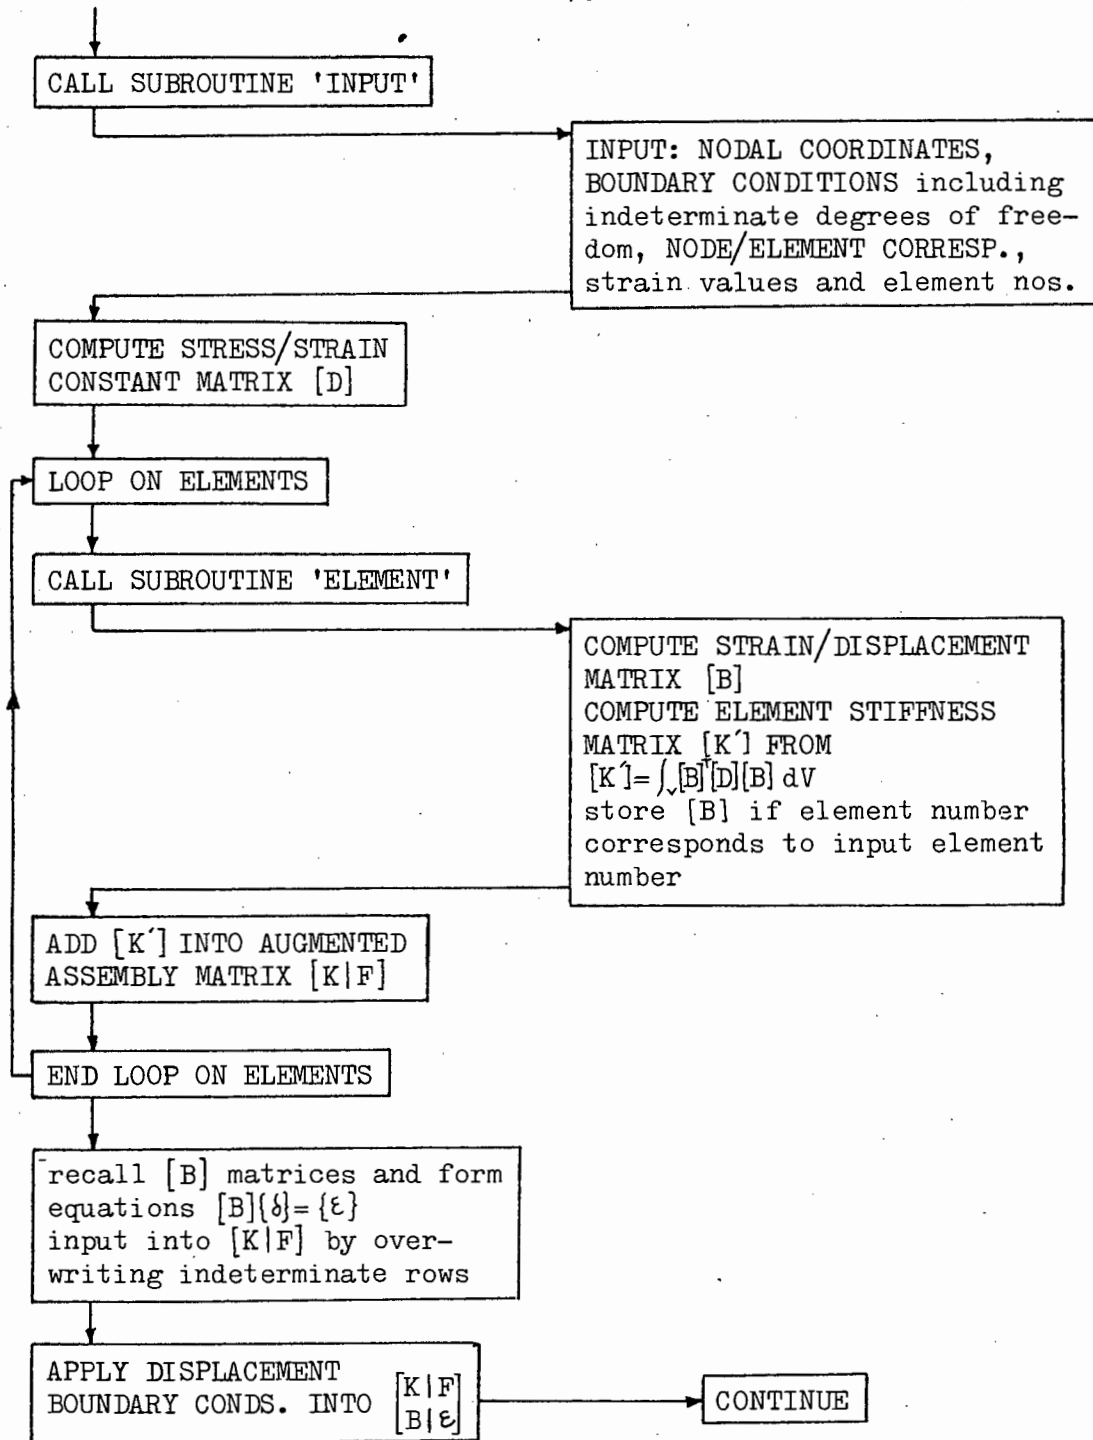 CALL SUBROUTINE 'INPUT'
INPUT: NODAL COORDINATES,
BOUNDARY CONDITIONS including
indeterminate degrees of free-
dom, NODE/ELEMENT CORRESP.,
strain values and element nos.
COMPUTE STRESS/STRAIN
CONSTANT MATRIX [D]
LOOP ON ELEMENTS
CALL SUBROUTINE 'ELEMENT'
COMPUTE STRAIN/DISPLACEMENT
MATRIX [B]
COMPUTE ELEMENT STIFFNESS
MATRIX [K′] FROM
[K′]=∫ᵥ[B]ᵀ[D][B] dV
store [B] if element number
corresponds to input element
number
ADD [K′] INTO AUGMENTED
ASSEMBLY MATRIX [K|F]
END LOOP ON ELEMENTS
recall [B] matrices and form
equations [B]{δ}={ε}
input into [K|F] by over-
writing indeterminate rows
APPLY DISPLACEMENT
BOUNDARY CONDS. INTO [K|F
B|ε]
CONTINUE